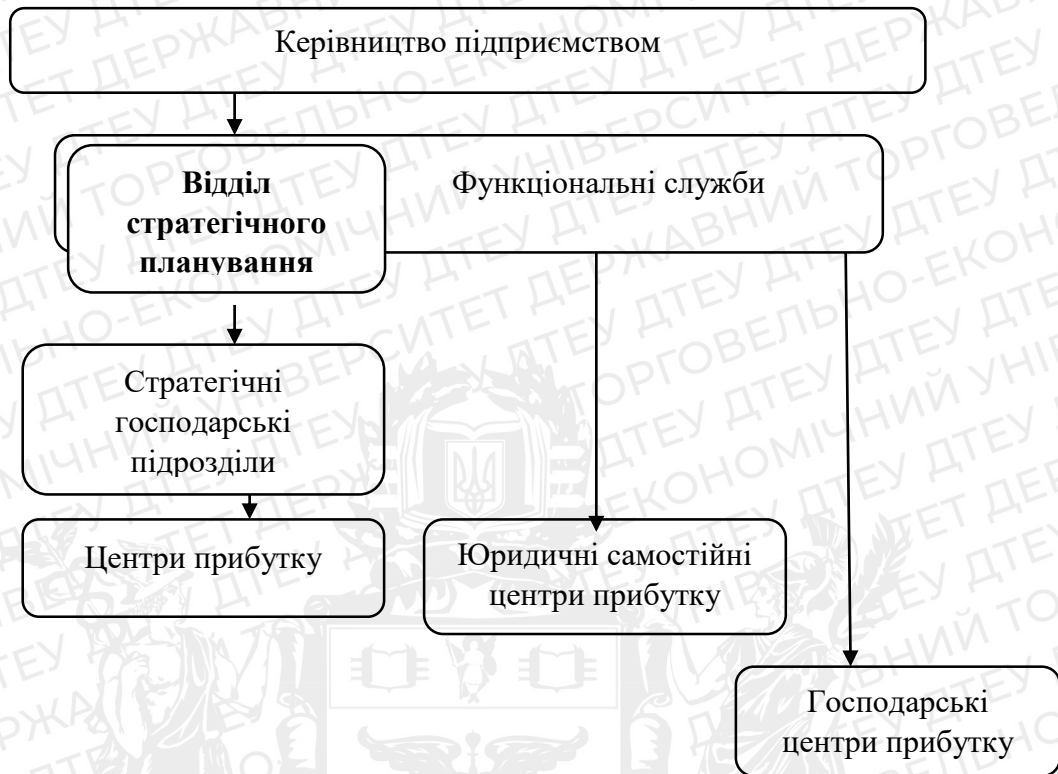 Керівництво підприємством
Відділ
стратегічного
планування
Функціональні служби
Стратегічні
господарські
підрозділи
Центри прибутку
Юридичні самостійні
центри прибутку
Господарські
центри прибутку